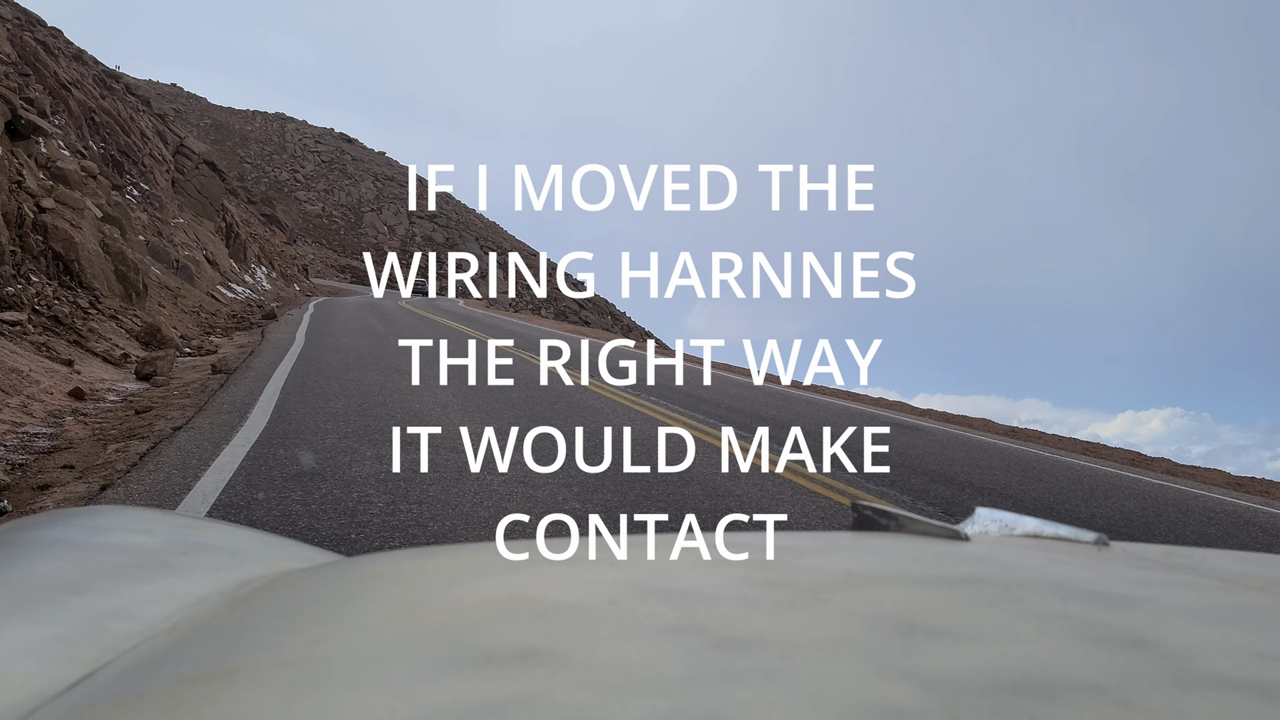 IF I MOVED THE
WIRING HARNNES
THE RIGHT WAY
IT WOULD MAKE
CONTACT